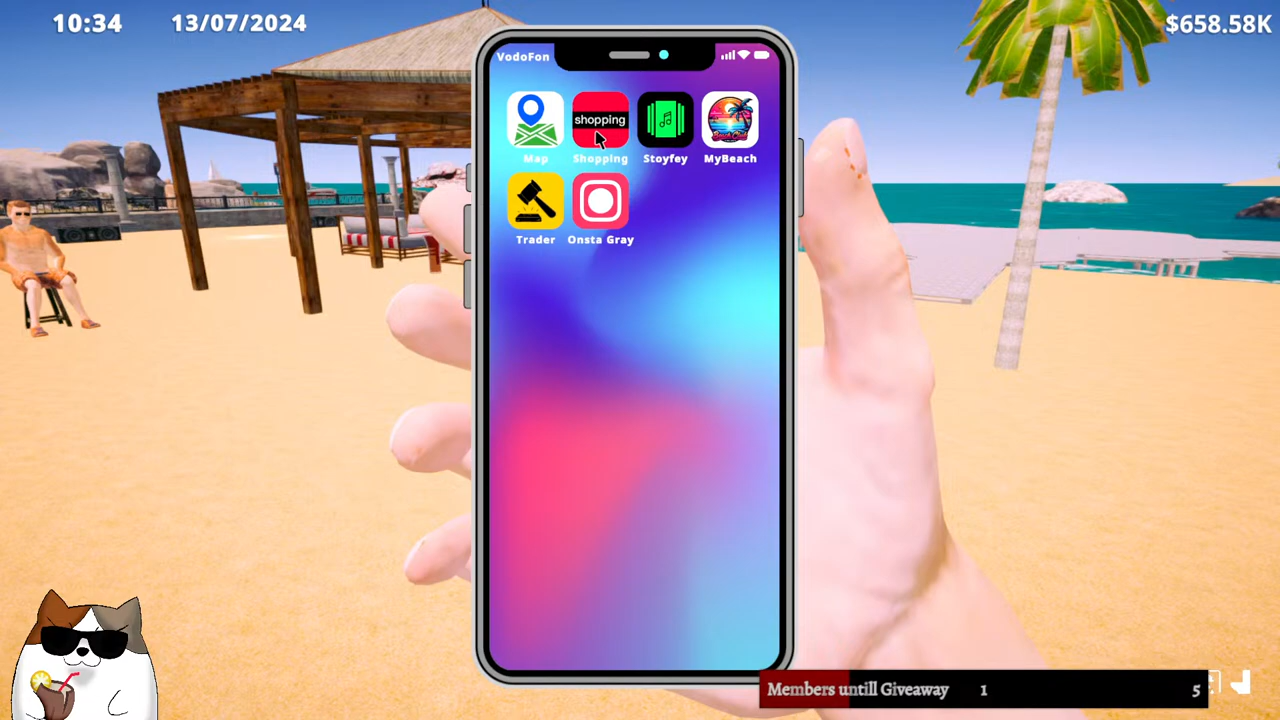 10:34 13/07/2024 $658.58K
VodoFon
shopping
Map Shopping Stoyfey MyBeach
Trader Onsta Gray
Members untill Giveaway 1 5